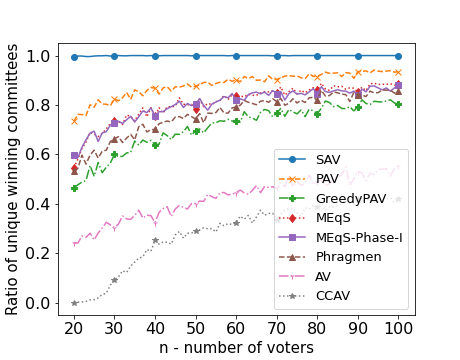 Ratio of unique winning committees
1.0
0.8
0.6
0.4
0.2
0.0
20 30 40 50 60 70 80 90 100
n - number of voters
SAV
PAV
GreedyPAV
MEqS
MEqS-Phase-I
Phragmen
AV
CCAV